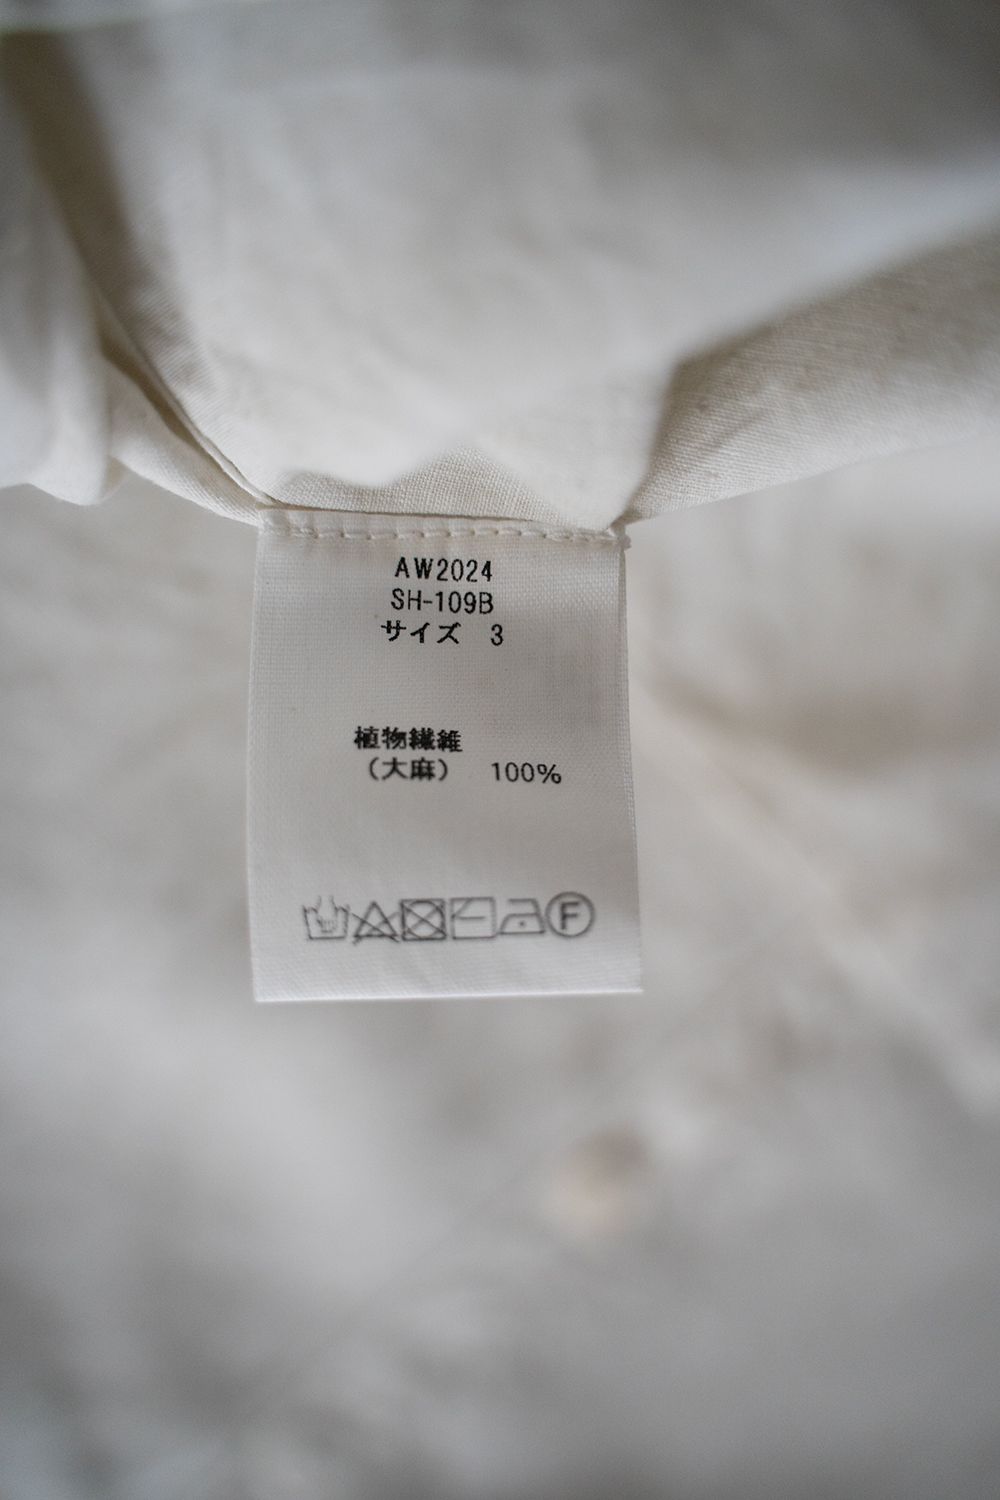 AW2024
SH-109B
サイズ 3
植物繊維
（大麻） 100%
F